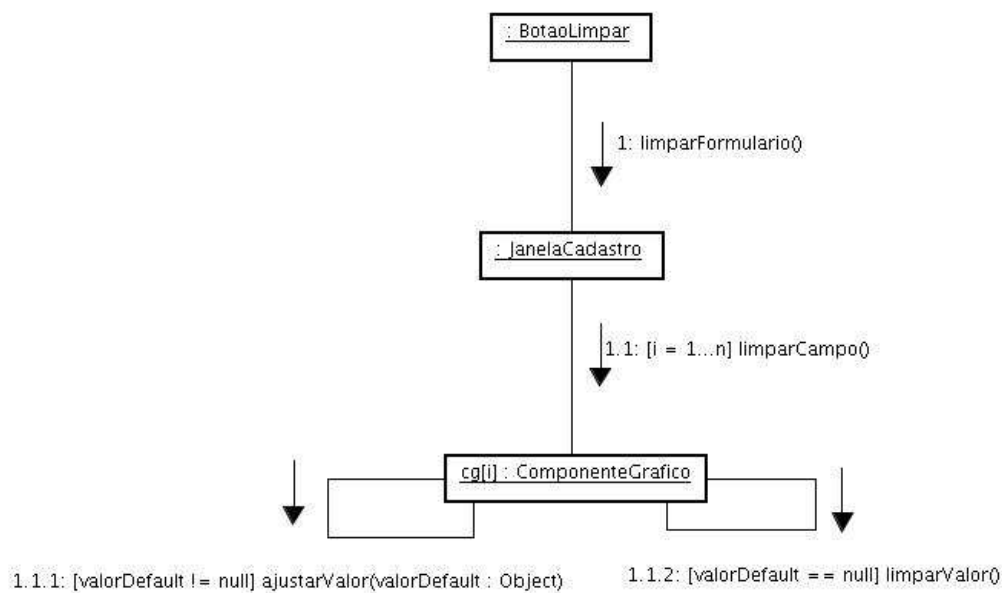 : BotaoLimpar
1: limparFormulario()
: JanelaCadastro
1.1: [i = 1...n] limparCampo()
cg[i] : ComponenteGrafico
1.1.1: [valorDefault != null] ajustarValor(valorDefault : Object)
1.1.2: [valorDefault == null] limparValor()